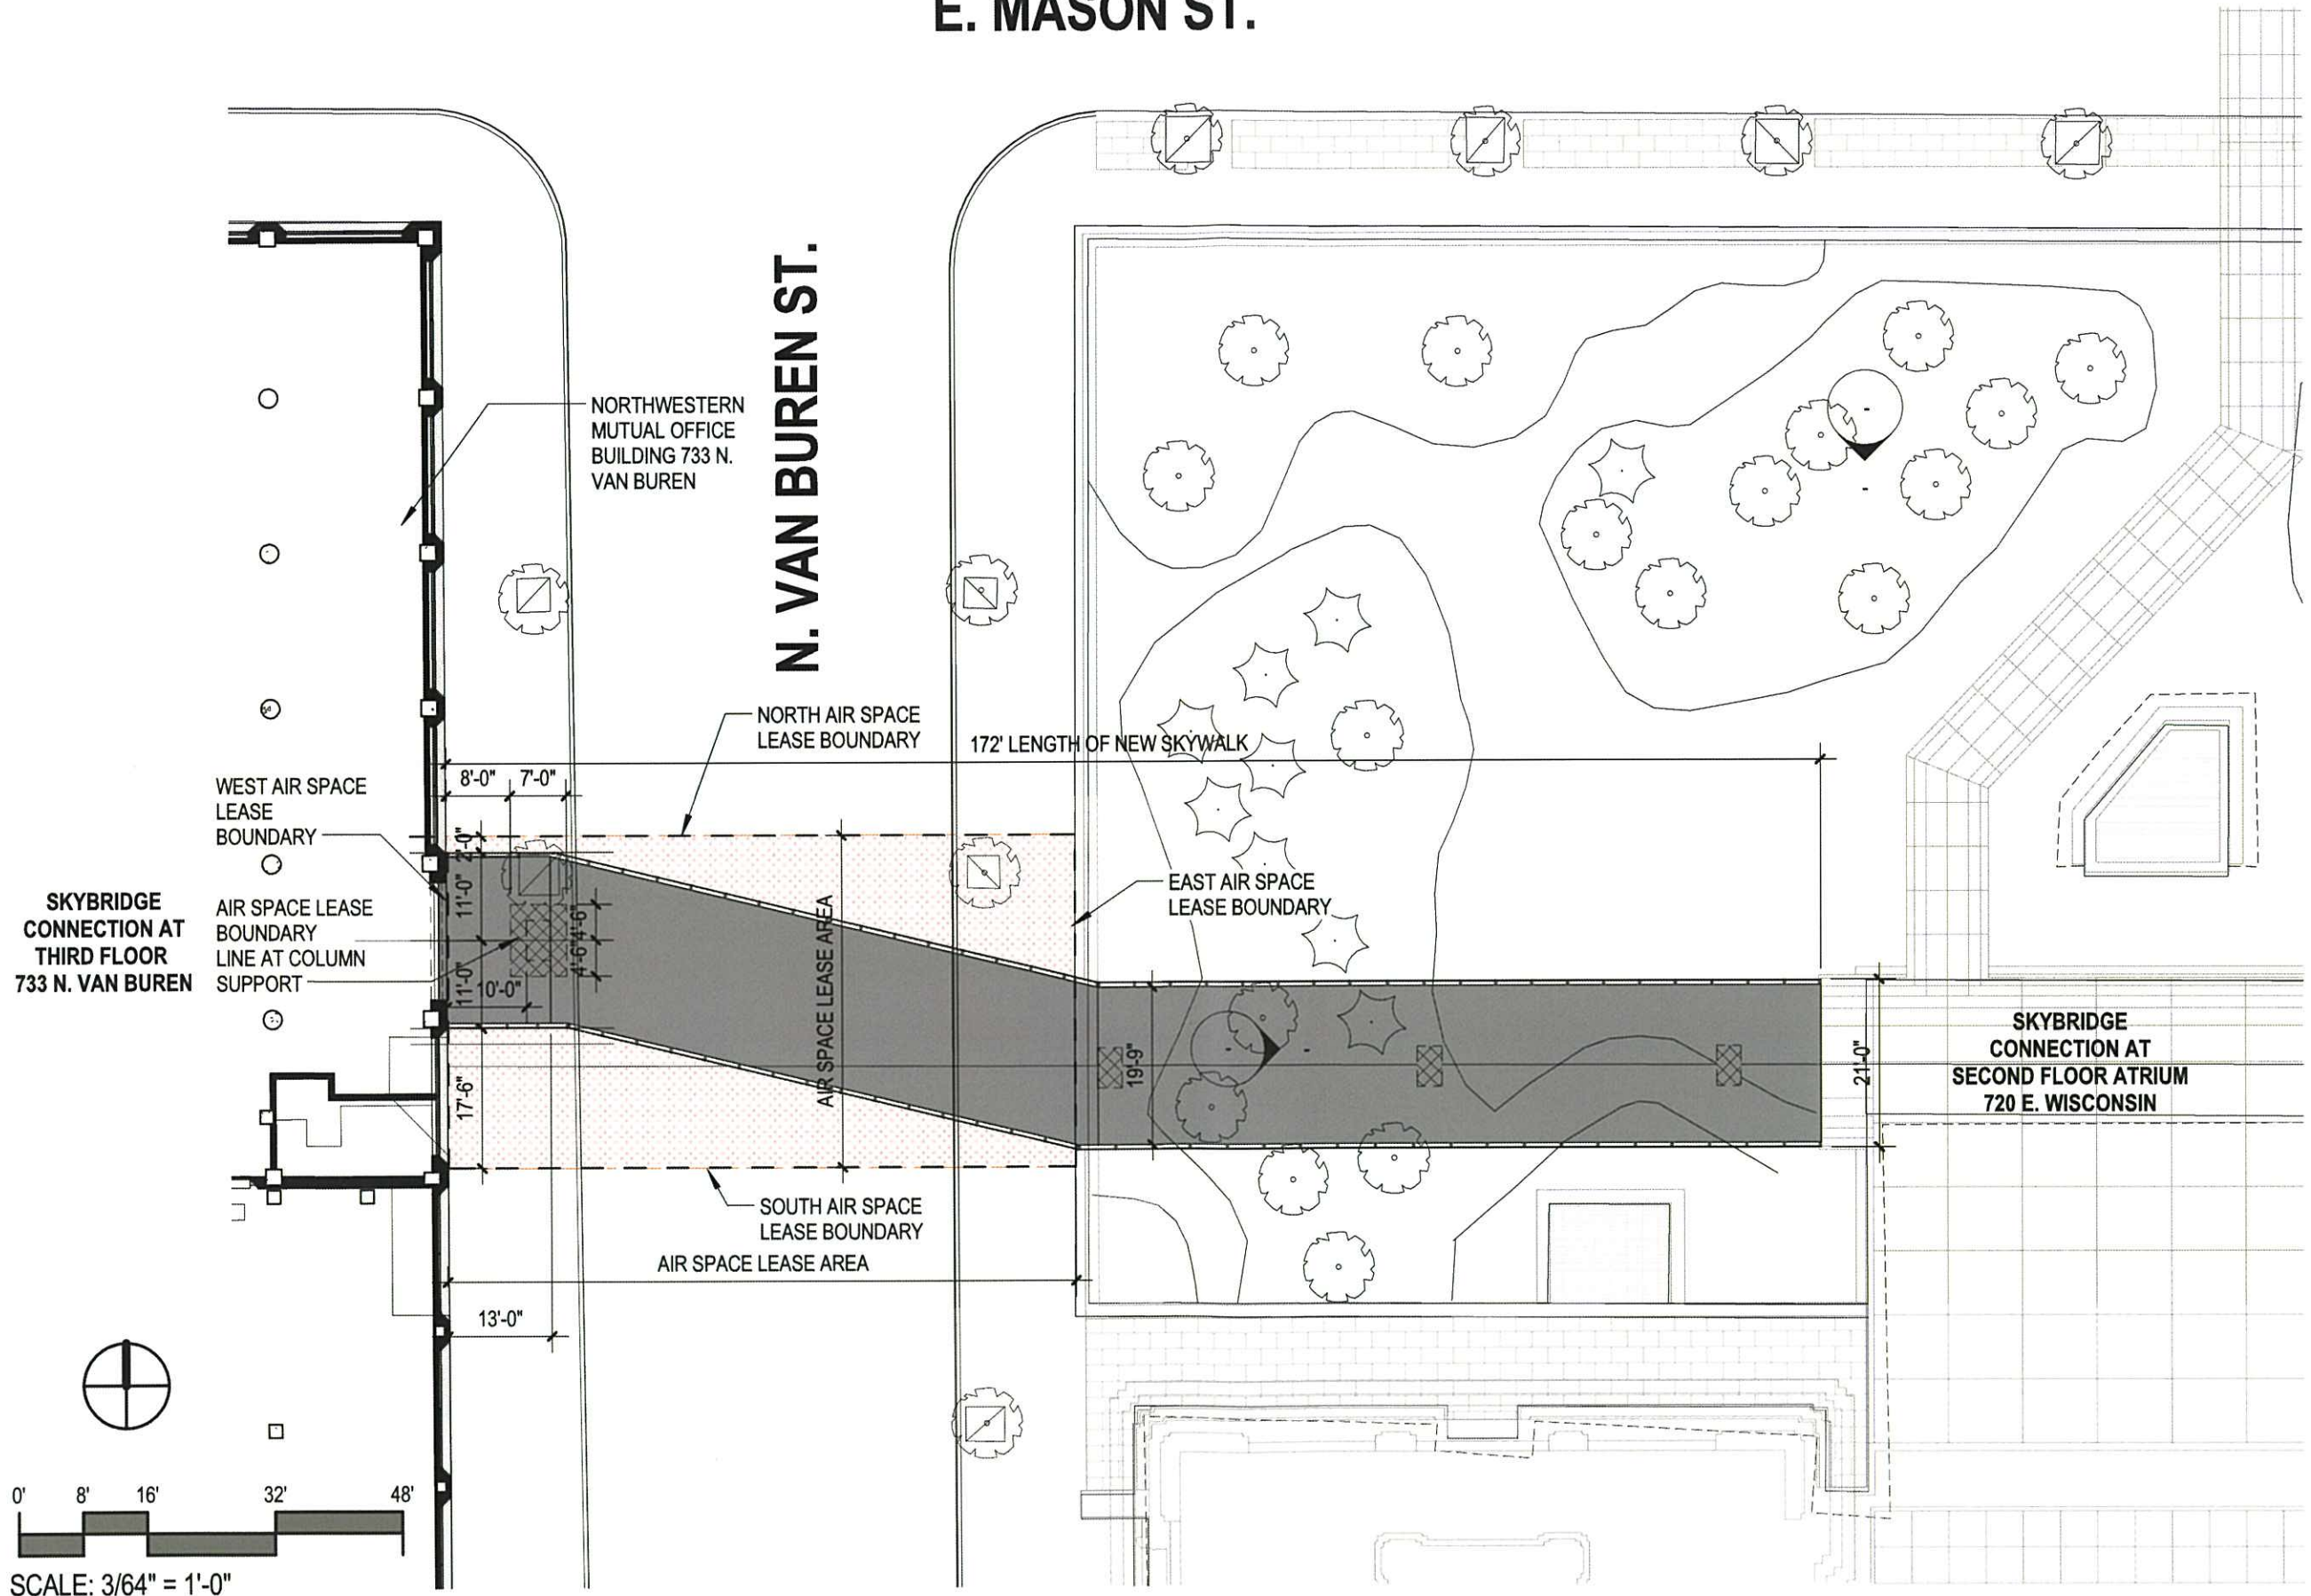 E. MASON ST.
N. VAN BUREN ST.
NORTHWESTERN
MUTUAL OFFICE
BUILDING 733 N.
VAN BUREN
NORTH AIR SPACE
LEASE BOUNDARY
172' LENGTH OF NEW SKYWALK
8'-0"
7'-0"
WEST AIR SPACE
LEASE
BOUNDARY
2'-0"
11'-0"
4'-6"
4'-6"
11'-0"
10'-0"
17'-6"
SKYBRIDGE
CONNECTION AT
THIRD FLOOR
733 N. VAN BUREN
AIR SPACE LEASE
BOUNDARY
LINE AT COLUMN
SUPPORT
AIR SPACE LEASE AREA
EAST AIR SPACE
LEASE BOUNDARY
19'-9"
21'-0"
SKYBRIDGE
CONNECTION AT
SECOND FLOOR ATRIUM
720 E. WISCONSIN
SOUTH AIR SPACE
LEASE BOUNDARY
AIR SPACE LEASE AREA
13'-0"
0' 8' 16' 32' 48'
SCALE: 3/64" = 1'-0"